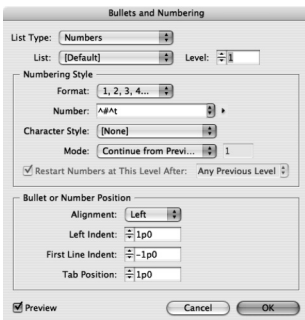 Bullets and Numbering
List Type: Numbers
List: [Default] Level: 1
Numbering Style
Format: 1, 2, 3, 4...
Number: ^#^t
Character Style: [None]
Mode: Continue from Previ... 1
Restart Numbers at This Level After: Any Previous Level
Bullet or Number Position
Alignment: Left
Left Indent: 1p0
First Line Indent: -1p0
Tab Position: 1p0
Preview Cancel OK